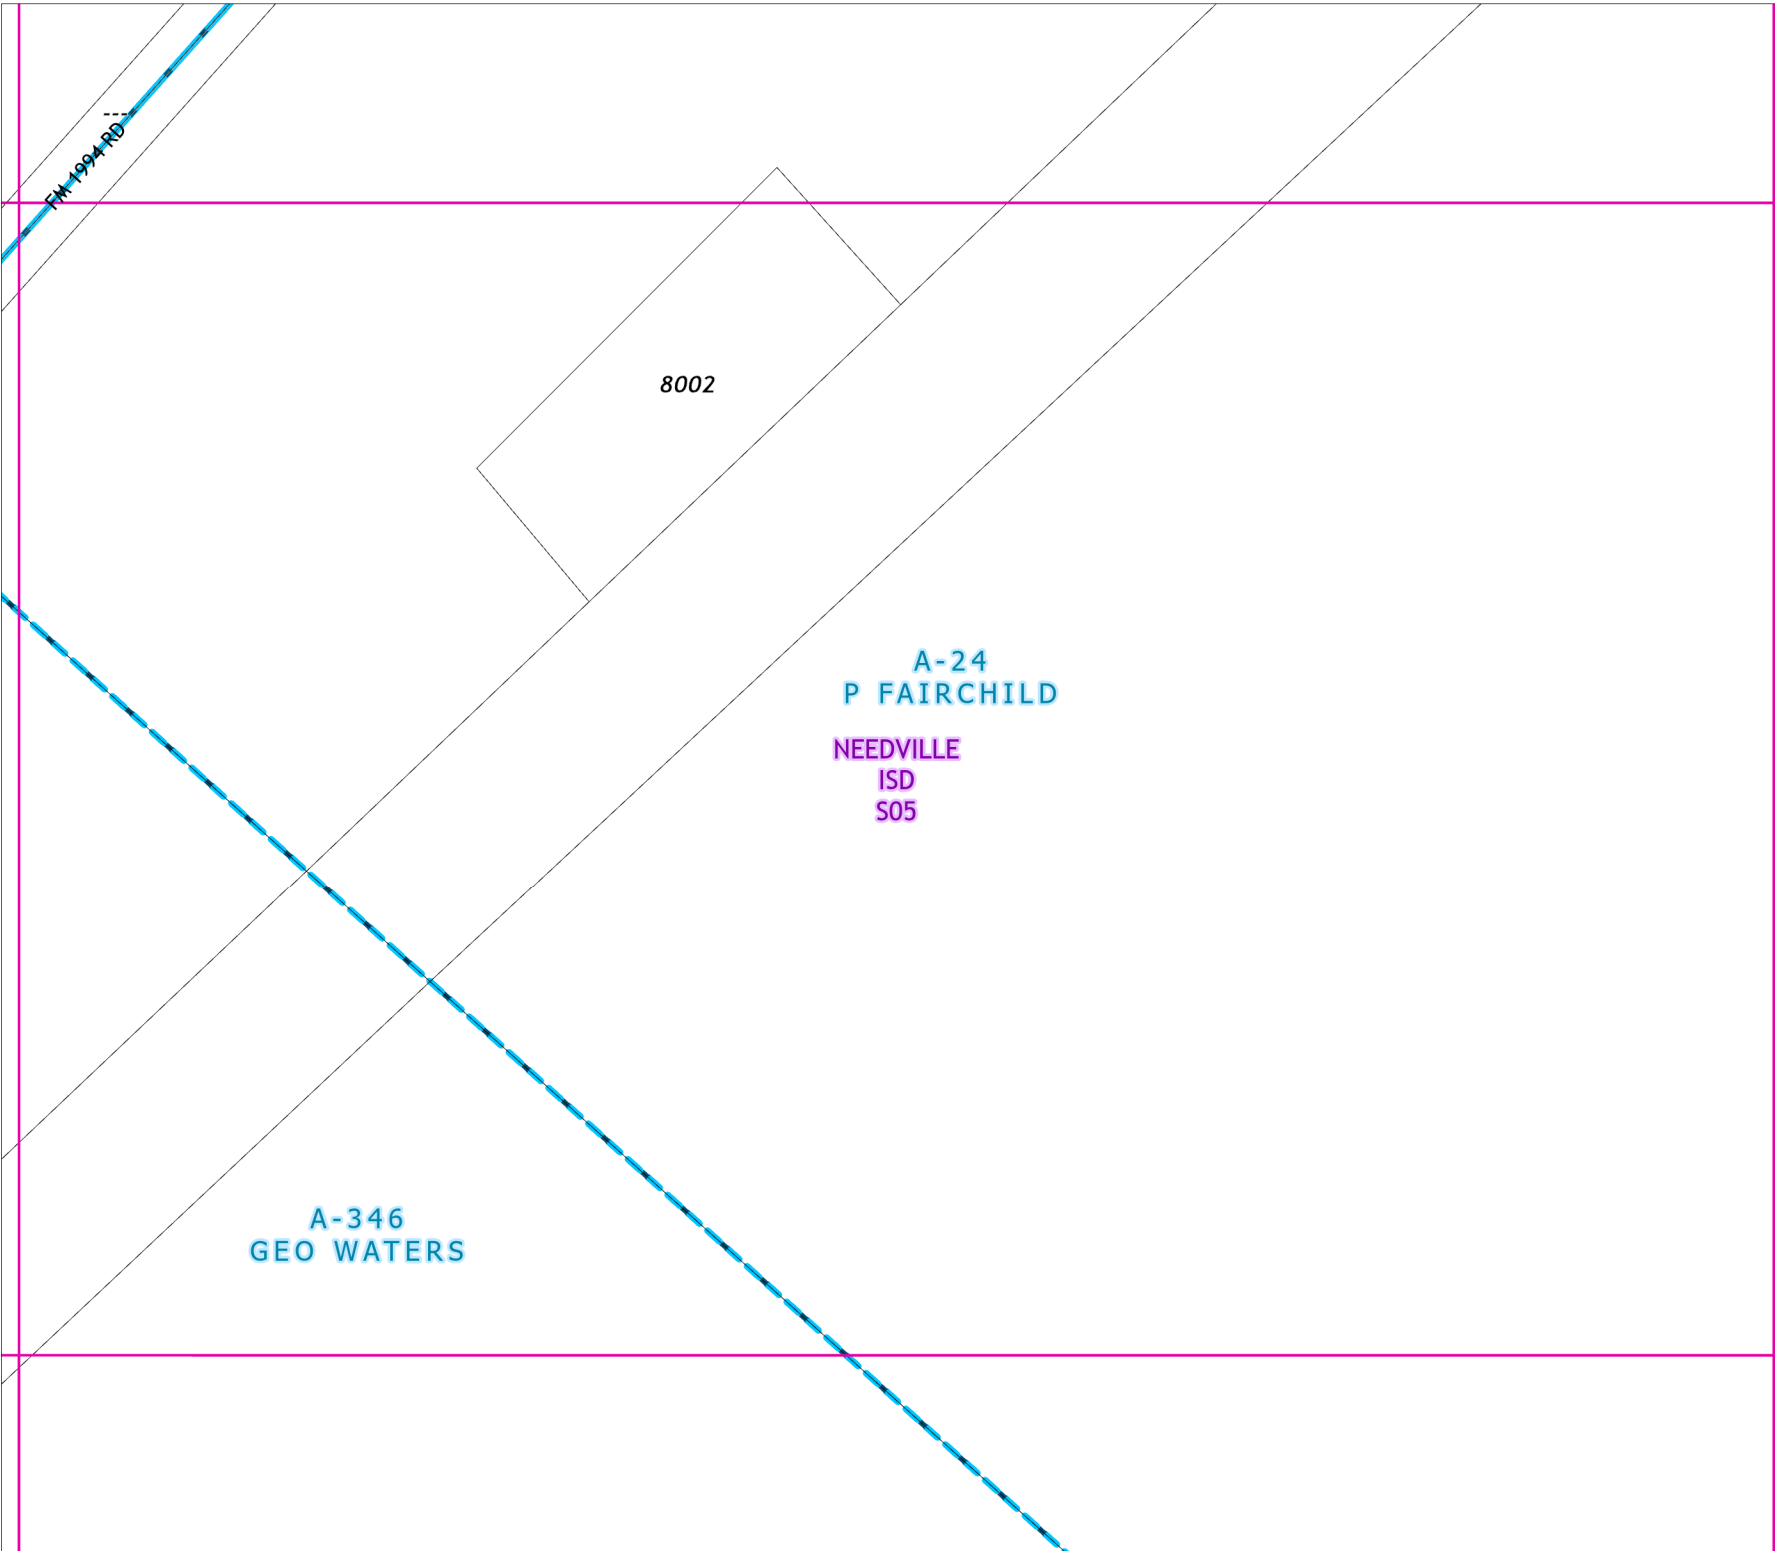 FM 1994 RD
8002
A-24
P FAIRCHILD
NEEDVILLE
ISD
S05
A-346
GEO WATERS